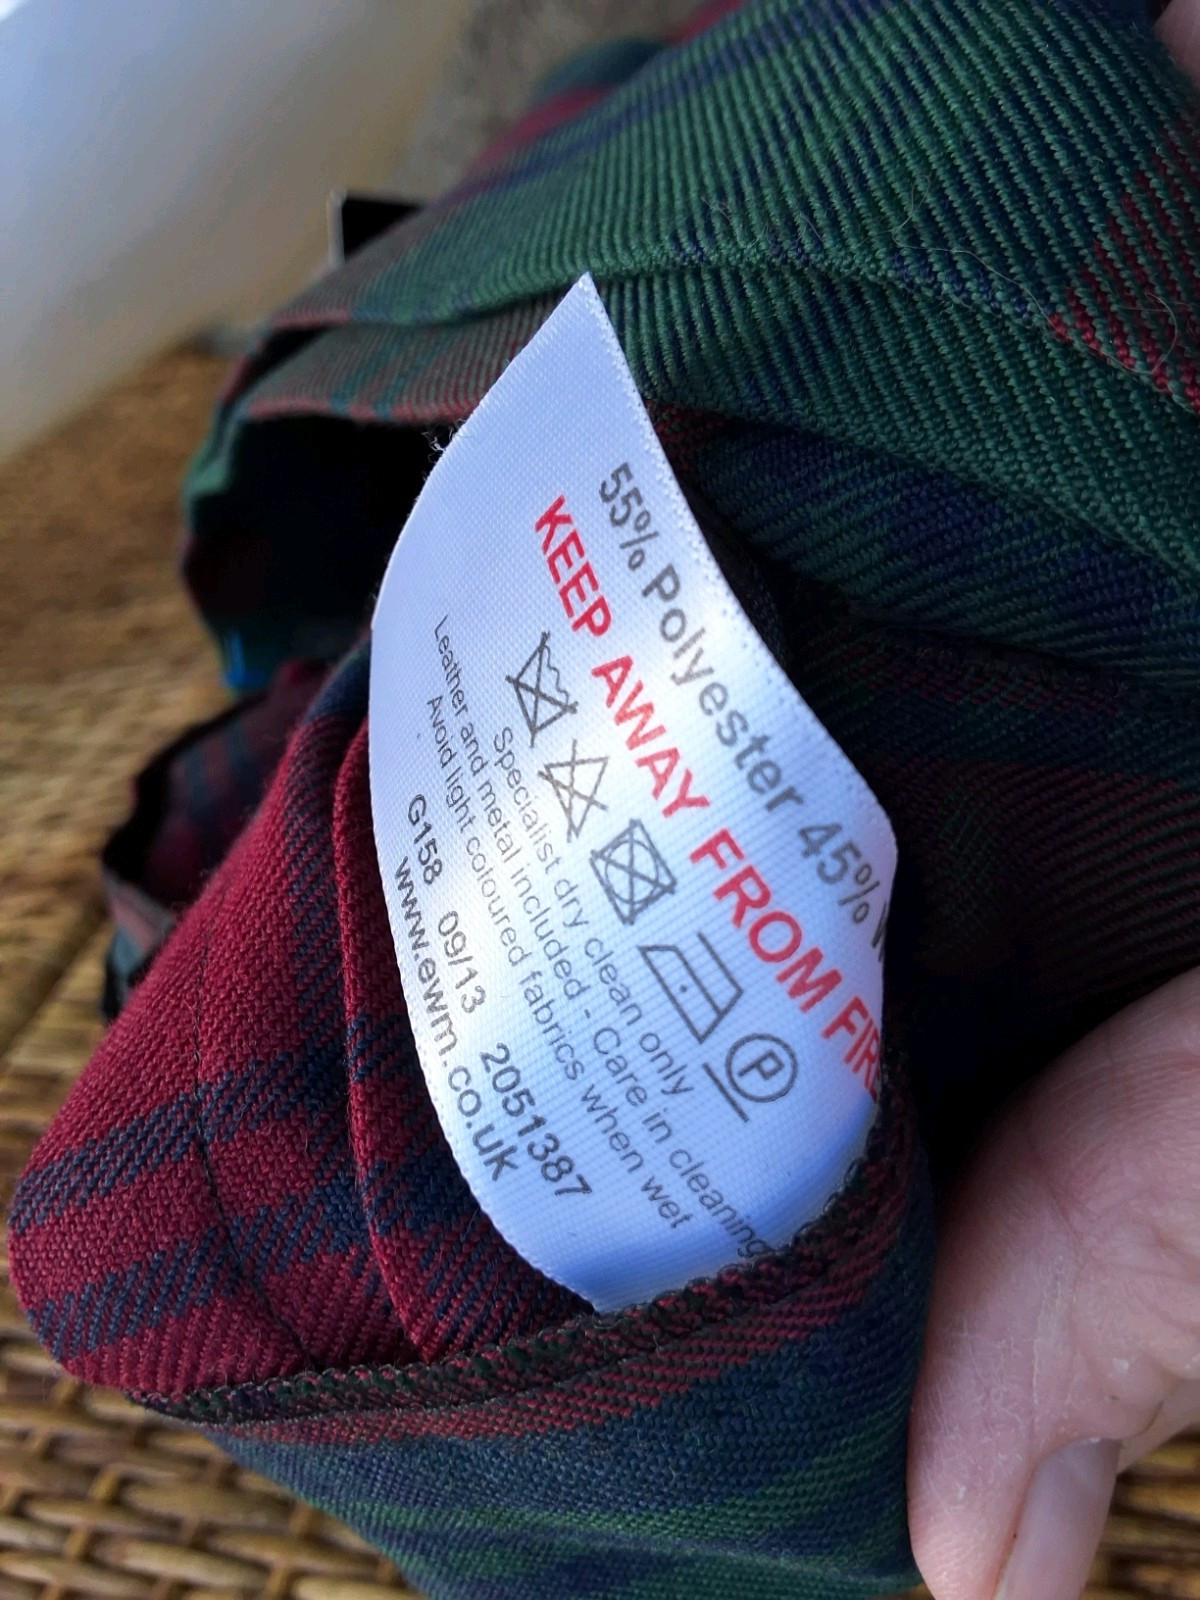 55% Polyester 45%
KEEP AWAY FROM FIRE
P
Specialist dry clean only
Leather and metal included - Care in cleaning
Avoid light coloured fabrics when wet
G158 09/13 2051387
www.ewm.co.uk